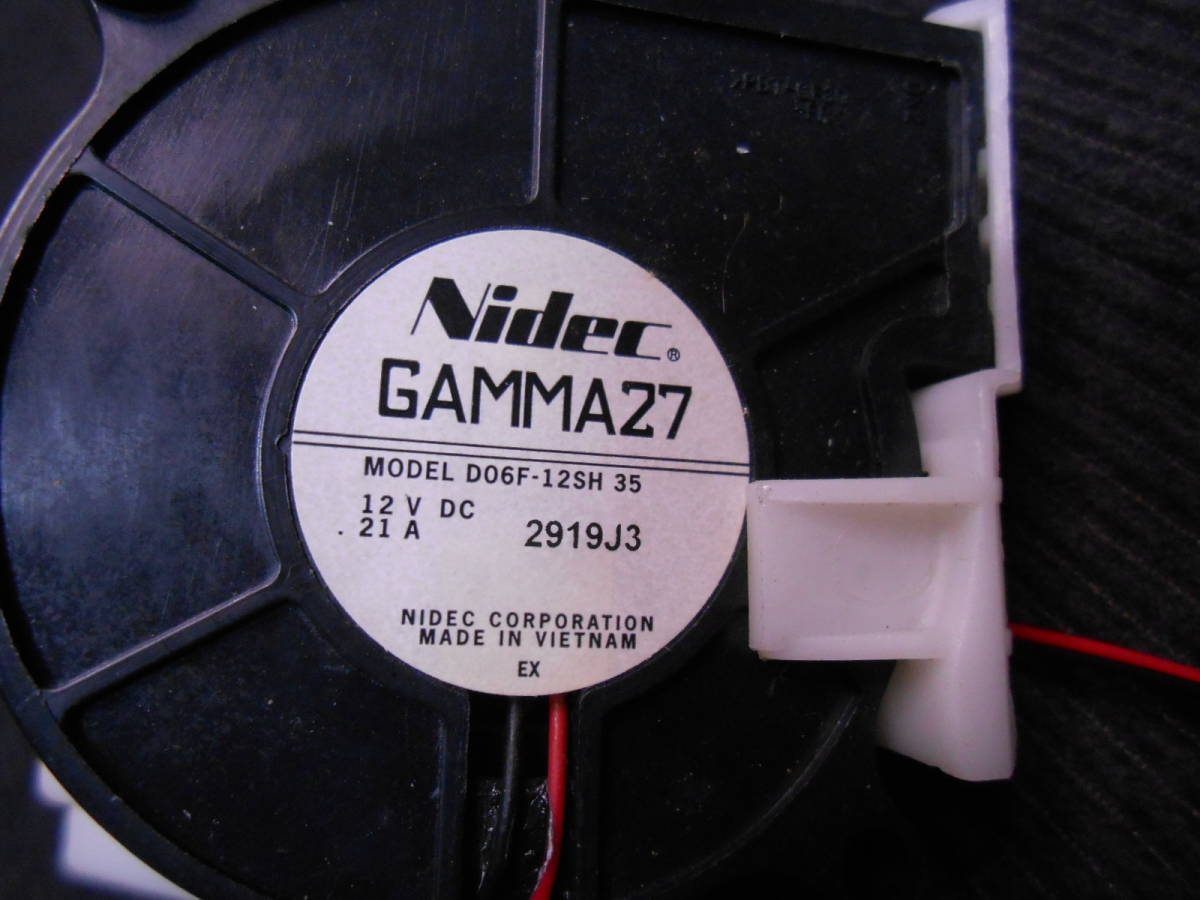 Nidec®
GAMMA27
MODEL D06F-12SH 35
12 V DC
.21 A 2919J3
NIDEC CORPORATION
MADE IN VIETNAM
EX